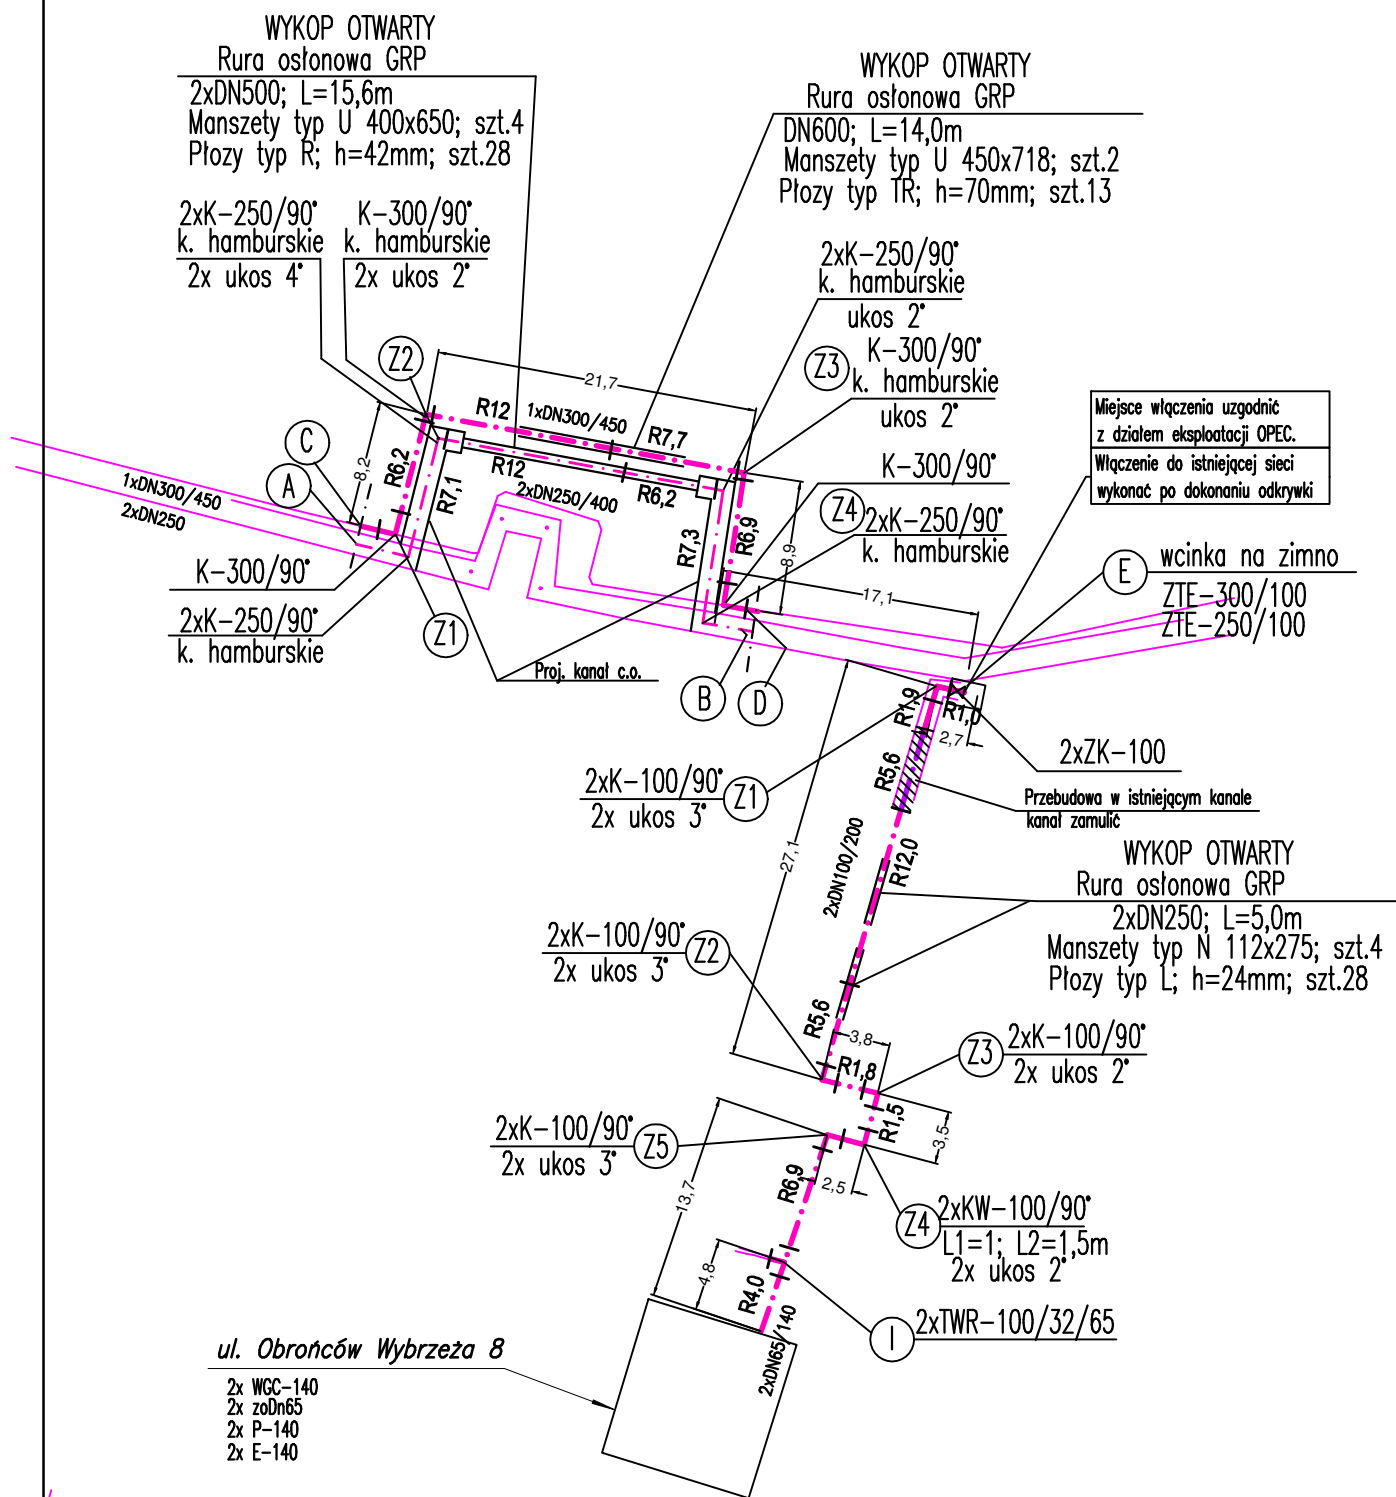 WYKOP OTWARTY
Rura osłonowa GRP
2xDN500; L=15,6m
Manszety typ U 400x650; szt.4
Płozy typ R; h=42mm; szt.28
WYKOP OTWARTY
Rura osłonowa GRP
DN600; L=14,0m
Manszety typ U 450x718; szt.2
Płozy typ TR; h=70mm; szt.13
2xK-250/90°
k. hamburskie
2x ukos 4°
K-300/90°
k. hamburskie
2x ukos 2°
2xK-250/90°
k. hamburskie
ukos 2°
Z2
Z3
K-300/90°
k. hamburskie
ukos 2°
21,7
R12
1xDN300/450
R7,7
Miejsce włączenia uzgodnić
z działem eksploatacji OPEC.
Włączenie do istniejącej sieci
wykonać po dokonaniu odkrywki
C
A
8,2
R6,2
R7,1
R12
2xDN250/400
R6,2
K-300/90°
Z4
2xK-250/90°
k. hamburskie
1xDN300/450
2xDN250
R7,3
R6,9
8,9
17,1
E
wcinka na zimno
ZTE-300/100
ZTE-250/100
K-300/90°
2xK-250/90°
k. hamburskie
Z1
Proj. kanał c.o.
B
D
R1,9
R1,0
2,7
2xZK-100
2xK-100/90°
2x ukos 3°
Z1
R5,6
Przebudowa w istniejącym kanale
kanał zamulić
27,1
2xDN100/200
R12,0
WYKOP OTWARTY
Rura osłonowa GRP
2xDN250; L=5,0m
Manszety typ N 112x275; szt.4
Płozy typ L; h=24mm; szt.28
2xK-100/90°
2x ukos 3°
Z2
R5,6
3,8
R1,8
Z3
2xK-100/90°
2x ukos 2°
R1,5
3,5
2xK-100/90°
2x ukos 3°
Z5
R6,9
2,5
13,7
Z4
2xKW-100/90°
L1=1; L2=1,5m
2x ukos 2°
4,8
R4,0
2xDN65/140
I
2xTWR-100/32/65
ul. Obrońców Wybrzeża 8
2x WGC-140
2x zoDn65
2x P-140
2x E-140